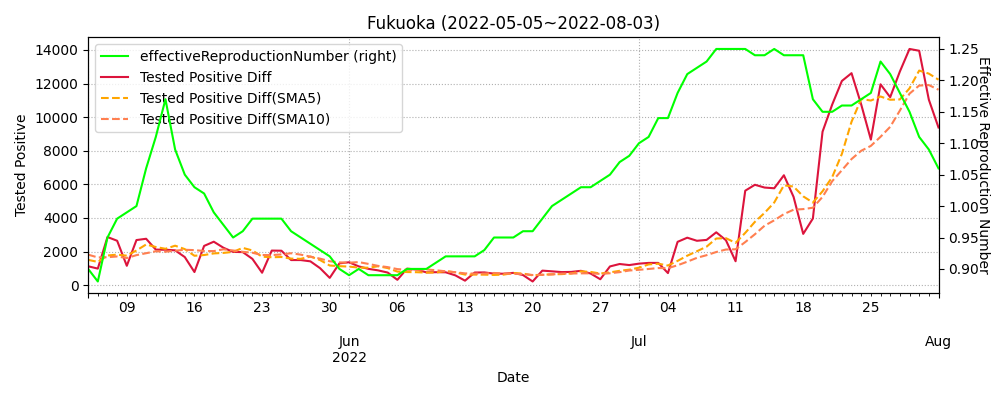 Fukuoka (2022-05-05~2022-08-03)
effectiveReproductionNumber (right)
Tested Positive Diff
Tested Positive Diff(SMA5)
Tested Positive Diff(SMA10)
Tested Positive
14000
12000
10000
8000
6000
4000
2000
0
1.25
1.20
1.15
1.10
1.05
1.00
0.95
0.90
Effective Reproduction Number
09 16 23 30 06 13 20 27 04 11 18 25
Jun Jul Aug
2022
Date